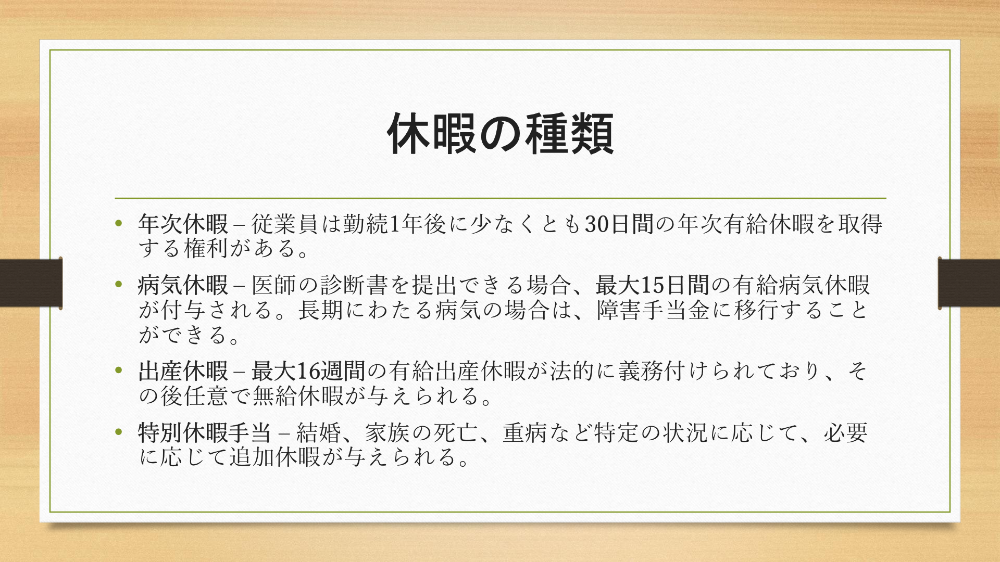 休暇の種類
• 年次休暇 – 従業員は勤続1年後に少なくとも30日間の年次有給休暇を取得
する権利がある。
• 病気休暇 – 医師の診断書を提出できる場合、最大15日間の有給病気休暇
が付与される。長期にわたる病気の場合は、障害手当金に移行すること
ができる。
• 出産休暇 – 最大16週間の有給出産休暇が法的に義務付けられており、そ
の後任意で無給休暇が与えられる。
• 特別休暇手当 – 結婚、家族の死亡、重病など特定の状況に応じて、必要
に応じて追加休暇が与えられる。